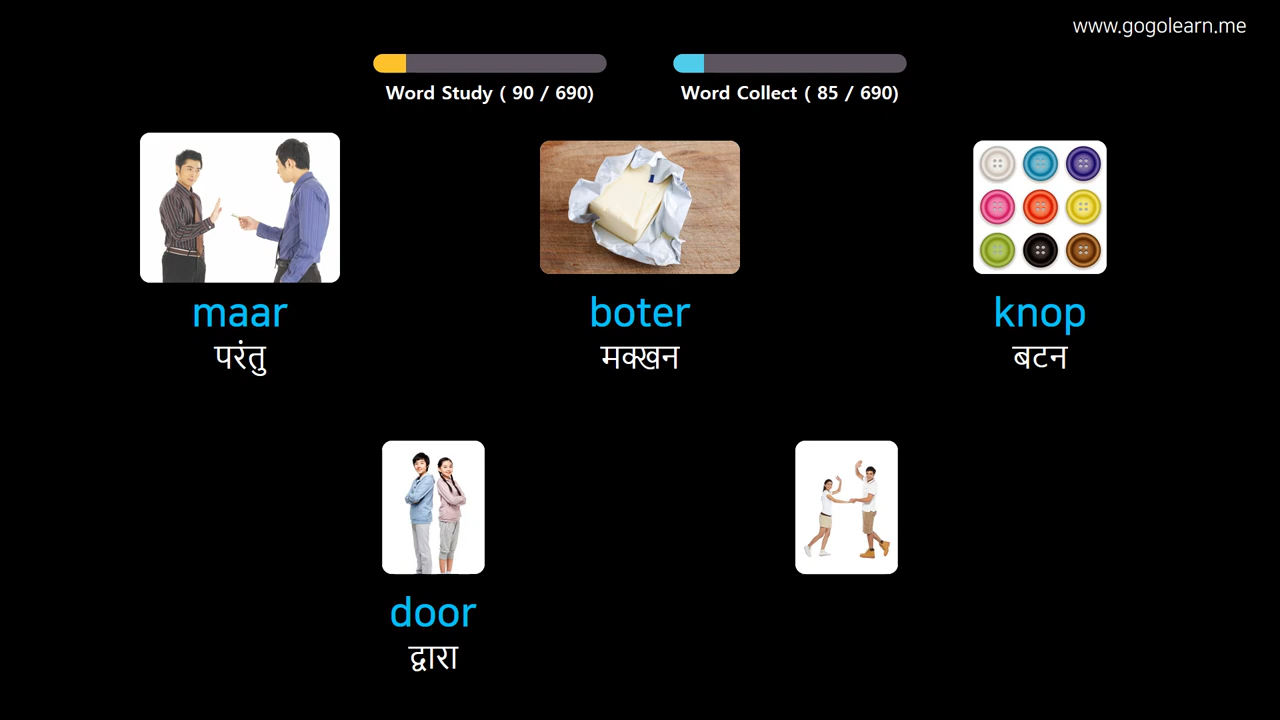 www.gogolearn.me
Word Study ( 90 / 690)
Word Collect ( 85 / 690)
maar
परंतु
boter
मक्खन
knop
बटन
door
द्वारा